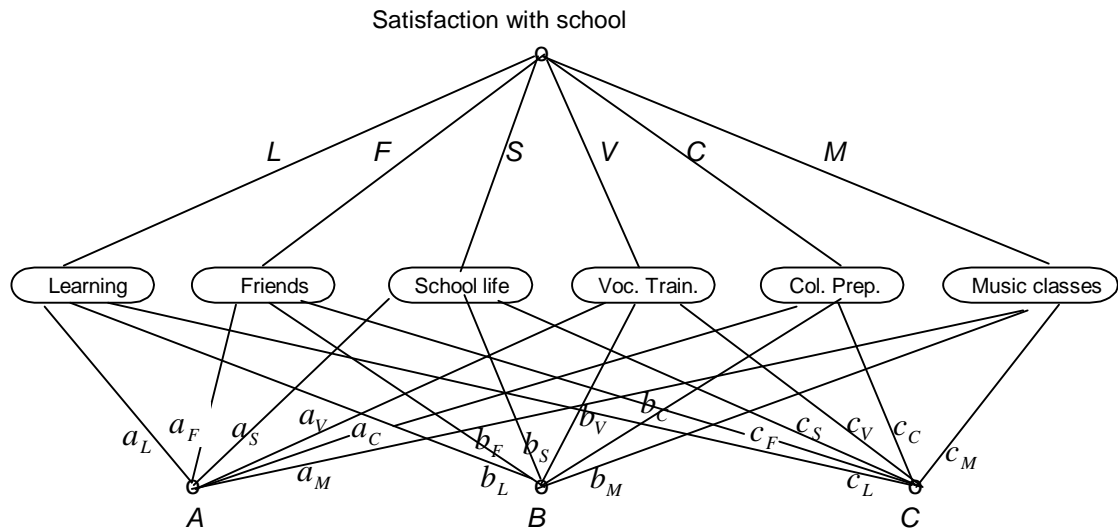 Satisfaction with school
L F S V C M
Learning Friends School life Voc. Train. Col. Prep. Music classes
a_L a_F a_S a_V a_C a_M b_L b_F b_S b_V b_C b_M c_L c_F c_S c_V c_C c_M
A B C